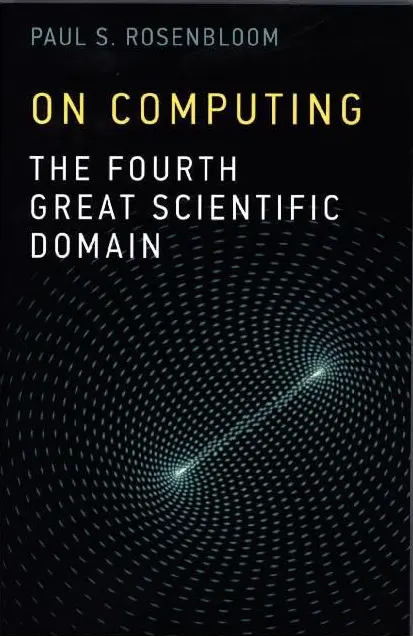 PAUL S. ROSENBLOOM
ON COMPUTING
THE FOURTH
GREAT SCIENTIFIC
DOMAIN